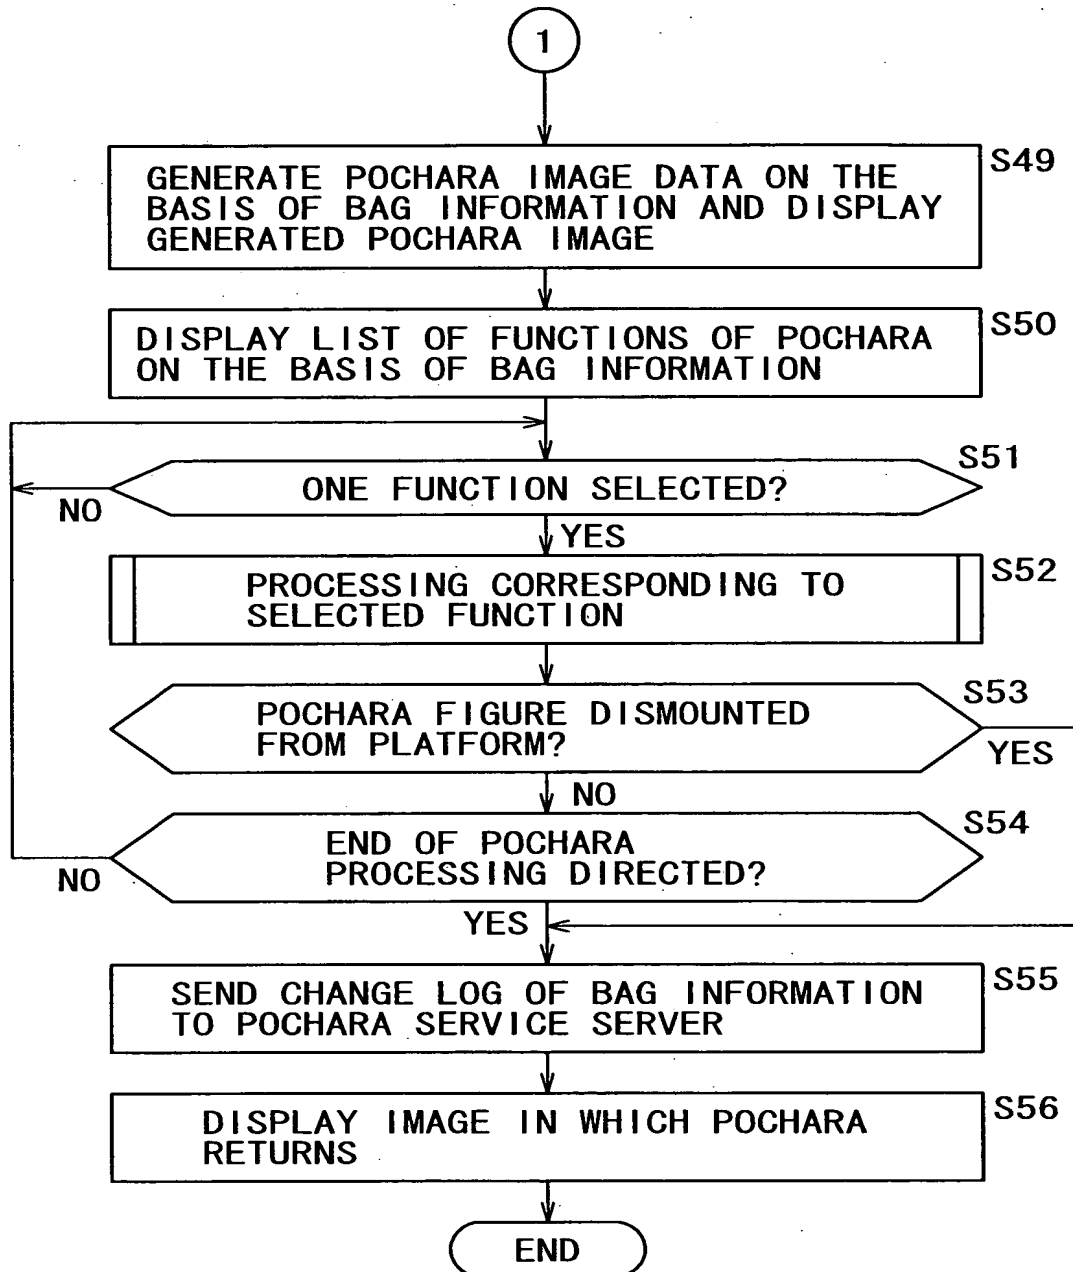 1
S49
GENERATE POCHARA IMAGE DATA ON THE
BASIS OF BAG INFORMATION AND DISPLAY
GENERATED POCHARA IMAGE
S50
DISPLAY LIST OF FUNCTIONS OF POCHARA
ON THE BASIS OF BAG INFORMATION
S51
ONE FUNCTION SELECTED?
NO
YES
S52
PROCESSING CORRESPONDING TO
SELECTED FUNCTION
S53
POCHARA FIGURE DISMOUNTED
FROM PLATFORM?
YES
NO
S54
END OF POCHARA
PROCESSING DIRECTED?
NO
YES
S55
SEND CHANGE LOG OF BAG INFORMATION
TO POCHARA SERVICE SERVER
S56
DISPLAY IMAGE IN WHICH POCHARA
RETURNS
END